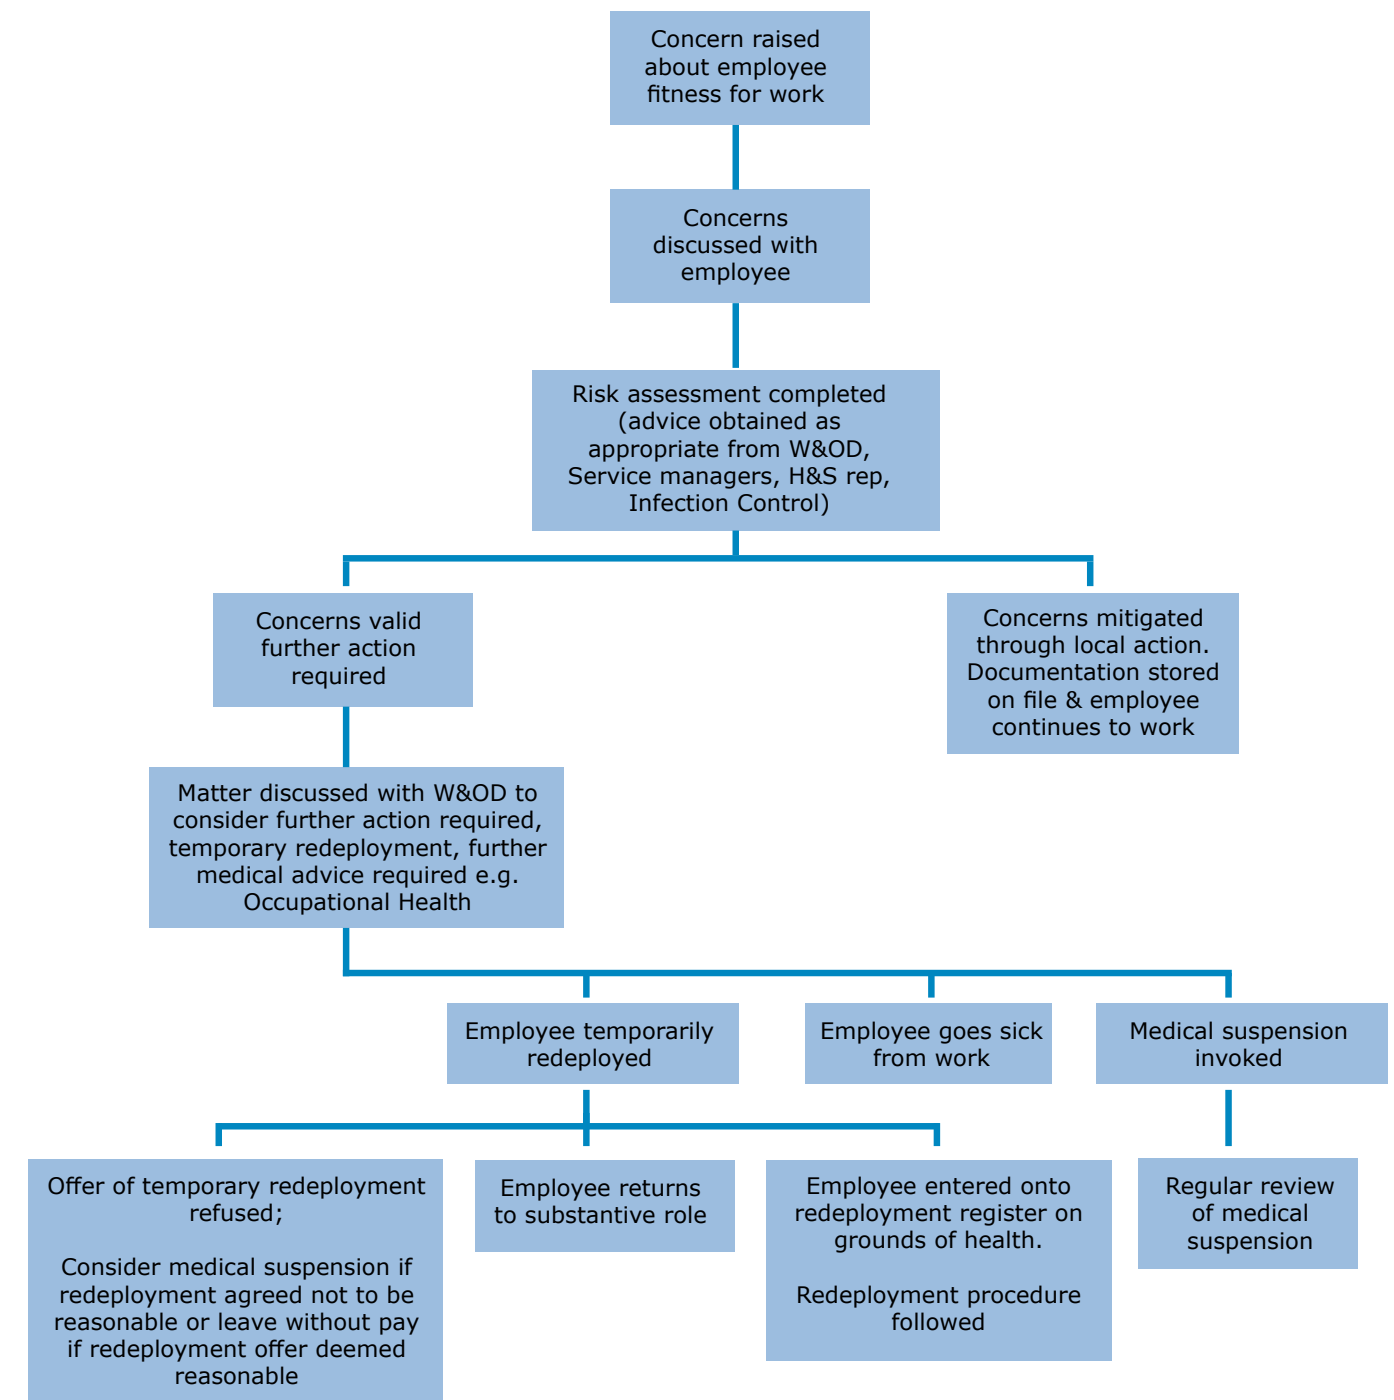 Concern raised
about employee
fitness for work
Concerns
discussed with
employee
Risk assessment completed
(advice obtained as
appropriate from W&OD,
Service managers, H&S rep,
Infection Control)
Concerns valid
further action
required
Concerns mitigated
through local action.
Documentation stored
on file & employee
continues to work
Matter discussed with W&OD to
consider further action required,
temporary redeployment, further
medical advice required e.g.
Occupational Health
Employee temporarily
redeployed
Employee goes sick
from work
Medical suspension
invoked
Offer of temporary redeployment
refused;
Consider medical suspension if
redeployment agreed not to be
reasonable or leave without pay
if redeployment offer deemed
reasonable
Employee returns
to substantive role
Employee entered onto
redeployment register on
grounds of health.
Redeployment procedure
followed
Regular review
of medical
suspension